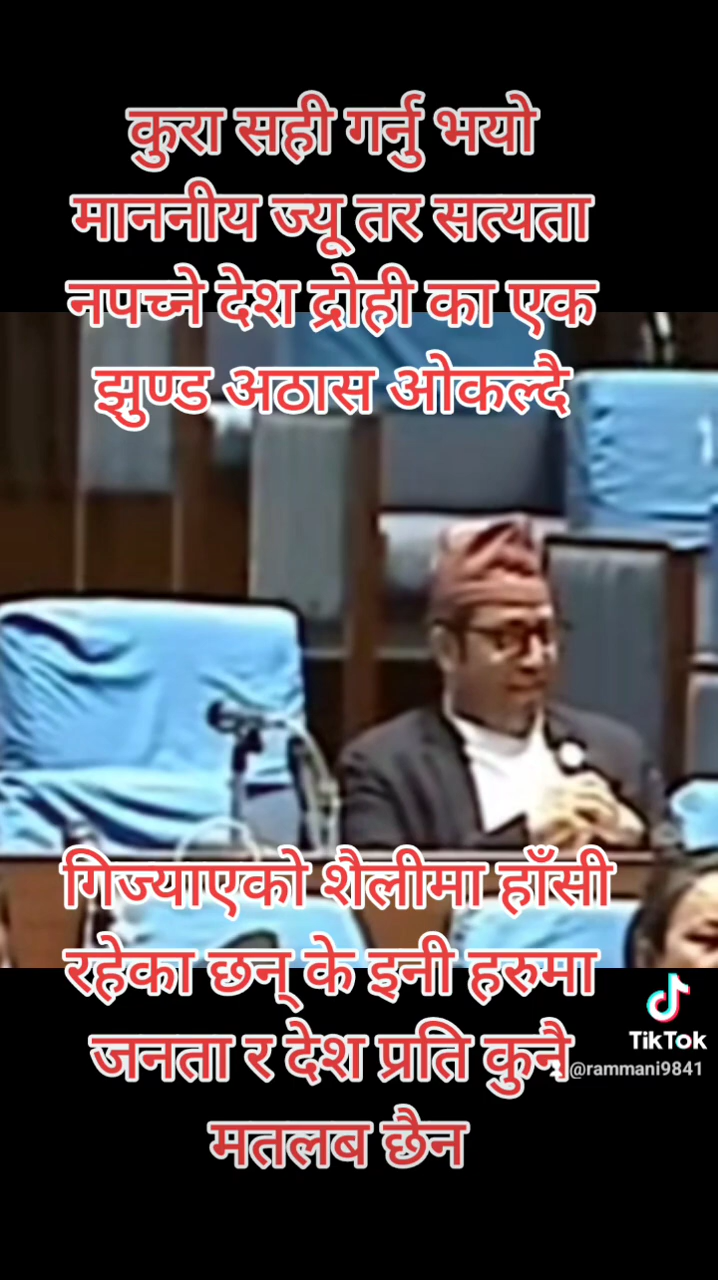 कुरा सही गर्नु भयो
माननीय ज्यू तर सत्यता
नपच्ने देश द्रोही का एक
झुण्ड अठास ओकल्दै
गिज्याएको शैलीमा हाँसी
रहेका छन् के इनी हरुमा
जनता र देश प्रति कुनै
मतलब छैन
TikTok
@rammani9841